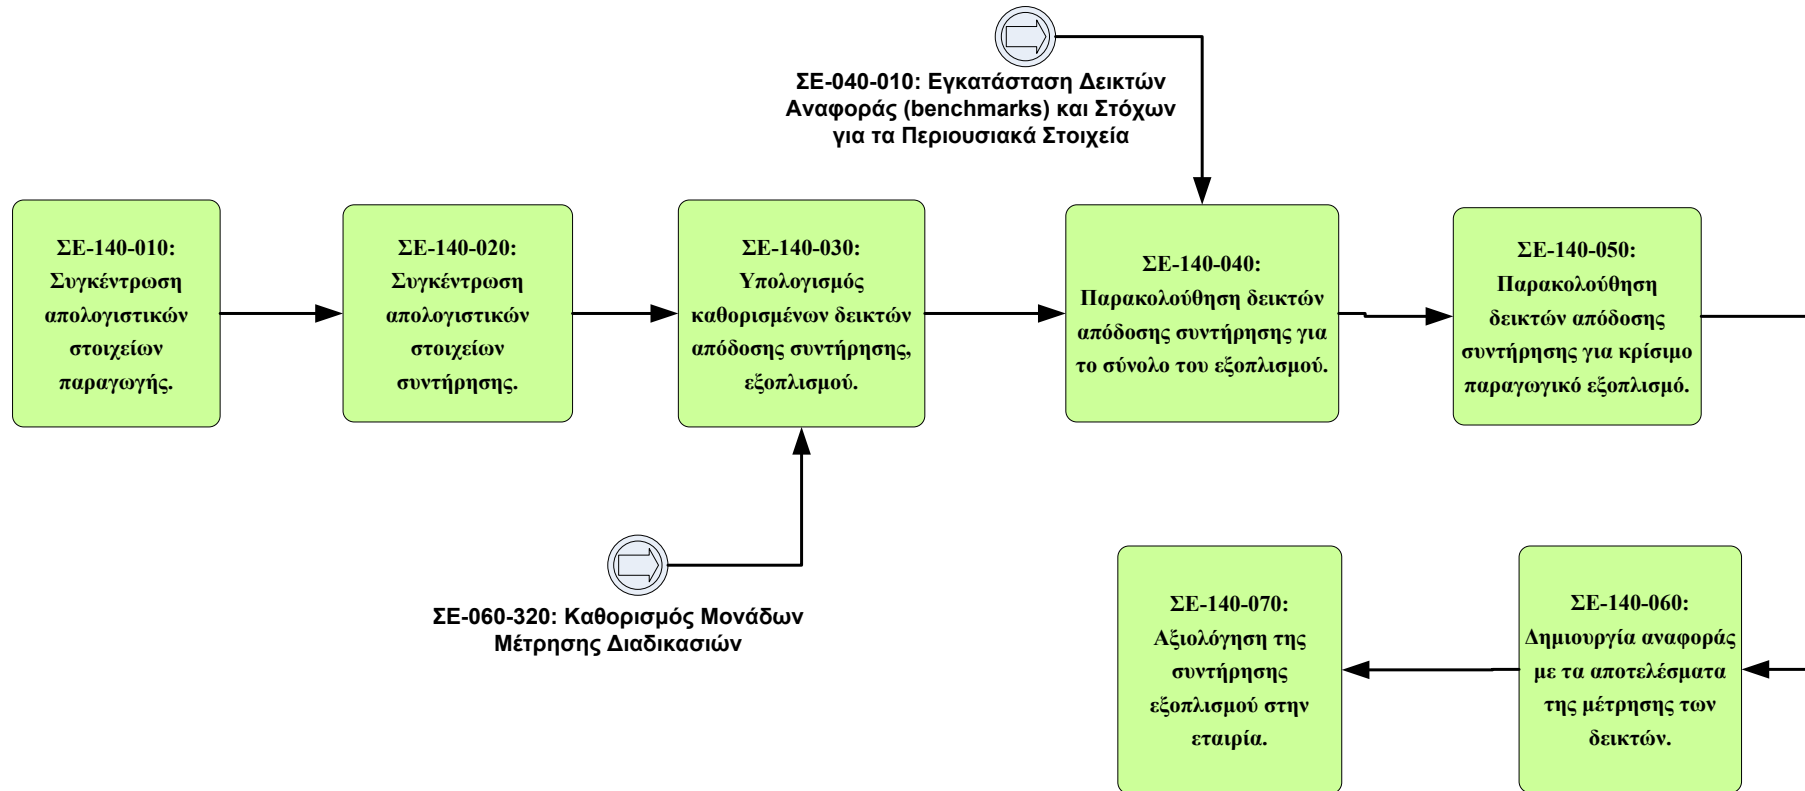 ΣΕ-040-010: Εγκατάσταση Δεικτών
Αναφοράς (benchmarks) και Στόχων
για τα Περιουσιακά Στοιχεία
ΣΕ-140-010:
Συγκέντρωση
απολογιστικών
στοιχείων
παραγωγής.
ΣΕ-140-020:
Συγκέντρωση
απολογιστικών
στοιχείων
συντήρησης.
ΣΕ-140-030:
Υπολογισμός
καθορισμένων δεικτών
απόδοσης συντήρησης,
εξοπλισμού.
ΣΕ-140-040:
Παρακολούθηση δεικτών
απόδοσης συντήρησης για
το σύνολο του εξοπλισμού.
ΣΕ-140-050:
Παρακολούθηση
δεικτών απόδοσης
συντήρησης για κρίσιμο
παραγωγικό εξοπλισμό.
ΣΕ-060-320: Καθορισμός Μονάδων
Μέτρησης Διαδικασιών
ΣΕ-140-060:
Δημιουργία αναφοράς
με τα αποτελέσματα
της μέτρησης των
δεικτών.
ΣΕ-140-070:
Αξιολόγηση της
συντήρησης
εξοπλισμού στην
εταιρία.